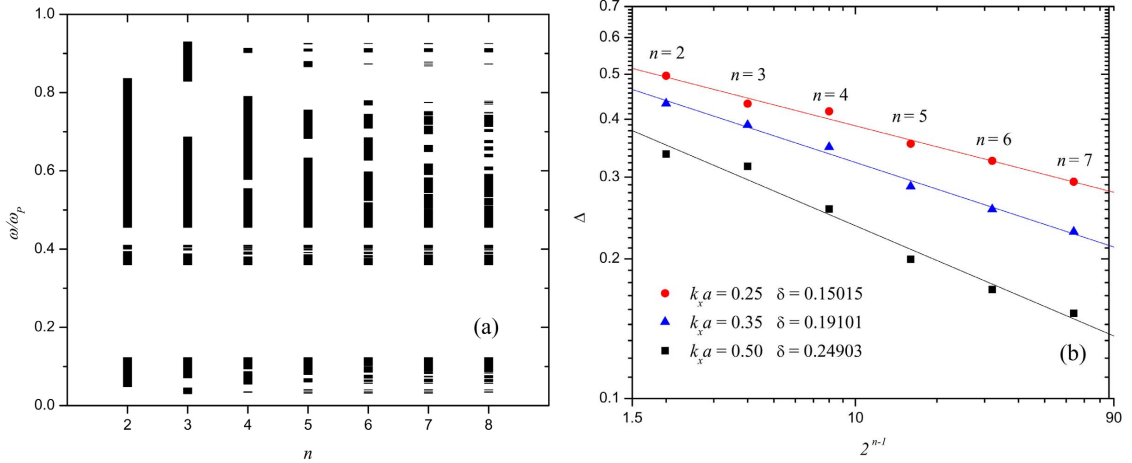 1.0
0.8
0.6
0.4
0.2
0.0
ω/ω_P
2 3 4 5 6 7 8
n
(a)
0.7
0.5
0.4
0.3
0.2
0.1
Δ
n = 2
n = 3
n = 4
n = 5
n = 6
n = 7
k_x a = 0.25 δ = 0.15015
k_x a = 0.35 δ = 0.19101
k_x a = 0.50 δ = 0.24903
(b)
1.5 10 90
2^{n-1}